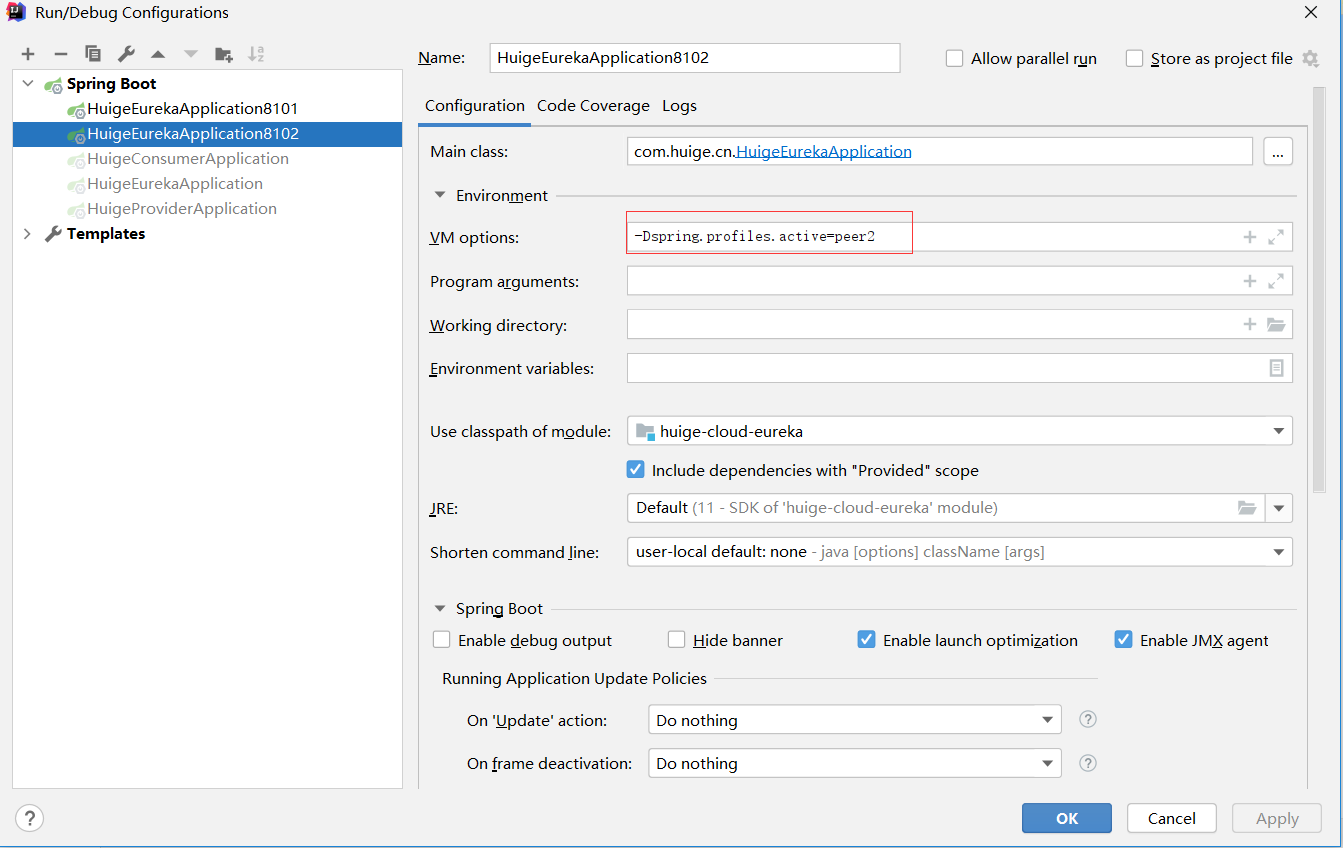 Run/Debug Configurations
Name: HuigeEurekaApplication8102 Allow parallel run Store as project file
Spring Boot
HuigeEurekaApplication8101
HuigeEurekaApplication8102
HuigeConsumerApplication
HuigeEurekaApplication
HuigeProviderApplication
Templates
Configuration Code Coverage Logs
Main class: com.huige.cn.HuigeEurekaApplication ...
Environment
VM options: -Dspring.profiles.active=peer2
Program arguments:
Working directory:
Environment variables:
Use classpath of module: huige-cloud-eureka
Include dependencies with "Provided" scope
JRE: Default (11 - SDK of 'huige-cloud-eureka' module)
Shorten command line: user-local default: none - java [options] className [args]
Spring Boot
Enable debug output Hide banner Enable launch optimization Enable JMX agent
Running Application Update Policies
On 'Update' action: Do nothing ?
On frame deactivation: Do nothing ?
? OK Cancel Apply